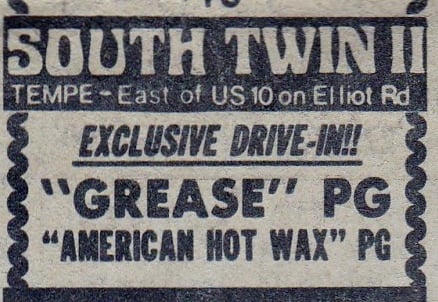 SOUTH TWIN II
TEMPE - East of US 10 on Elliot Rd
EXCLUSIVE DRIVE-IN!!
"GREASE" PG
"AMERICAN HOT WAX" PG